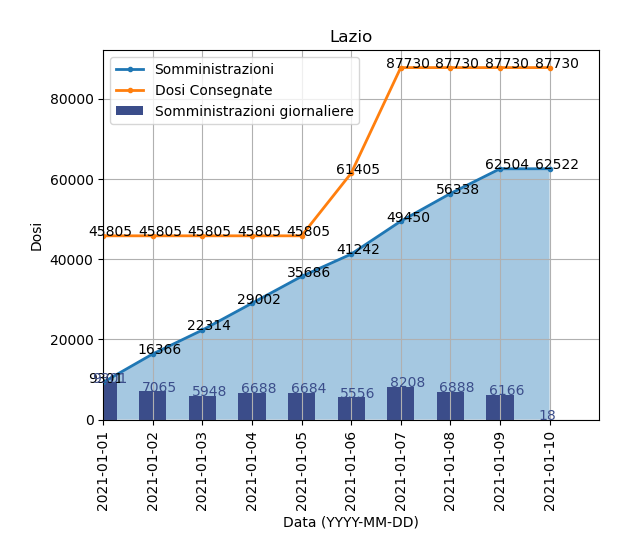 Lazio
Somministrazioni
Dosi Consegnate
Somministrazioni giornaliere
87730 87730 87730 87730
61405
45805 45805 45805 45805 45805
62504 62522
56338
49450
41242
35686
29002
22314
16366
9301
7065 5948 6688 6684 5556 8208 6888 6166 18
Dosi
80000
60000
40000
20000
0
2021-01-01
2021-01-02
2021-01-03
2021-01-04
2021-01-05
2021-01-06
2021-01-07
2021-01-08
2021-01-09
2021-01-10
Data (YYYY-MM-DD)